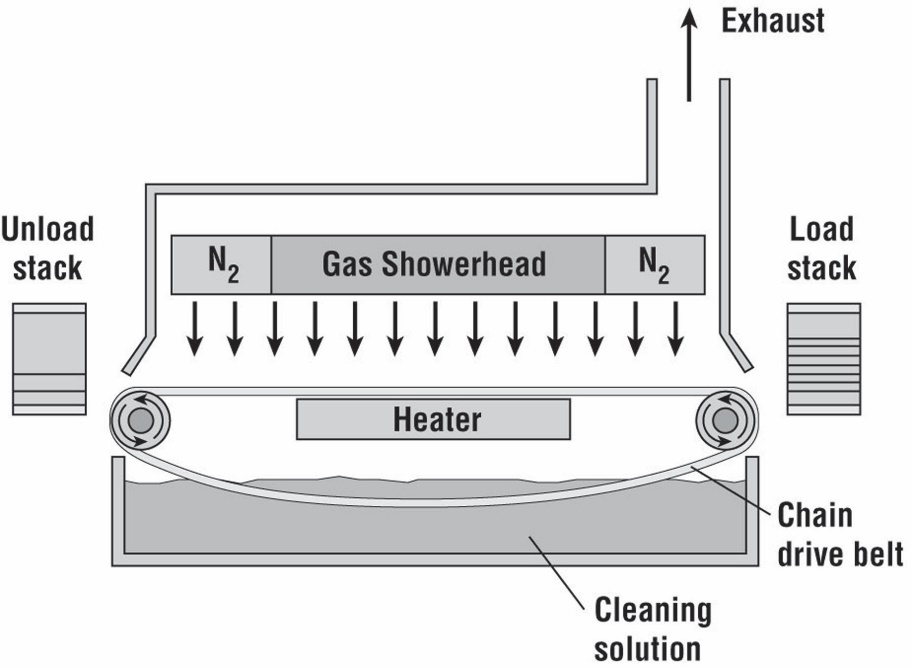 Exhaust
Unload
stack
N2
Gas Showerhead
N2
Load
stack
Heater
Chain
drive belt
Cleaning
solution